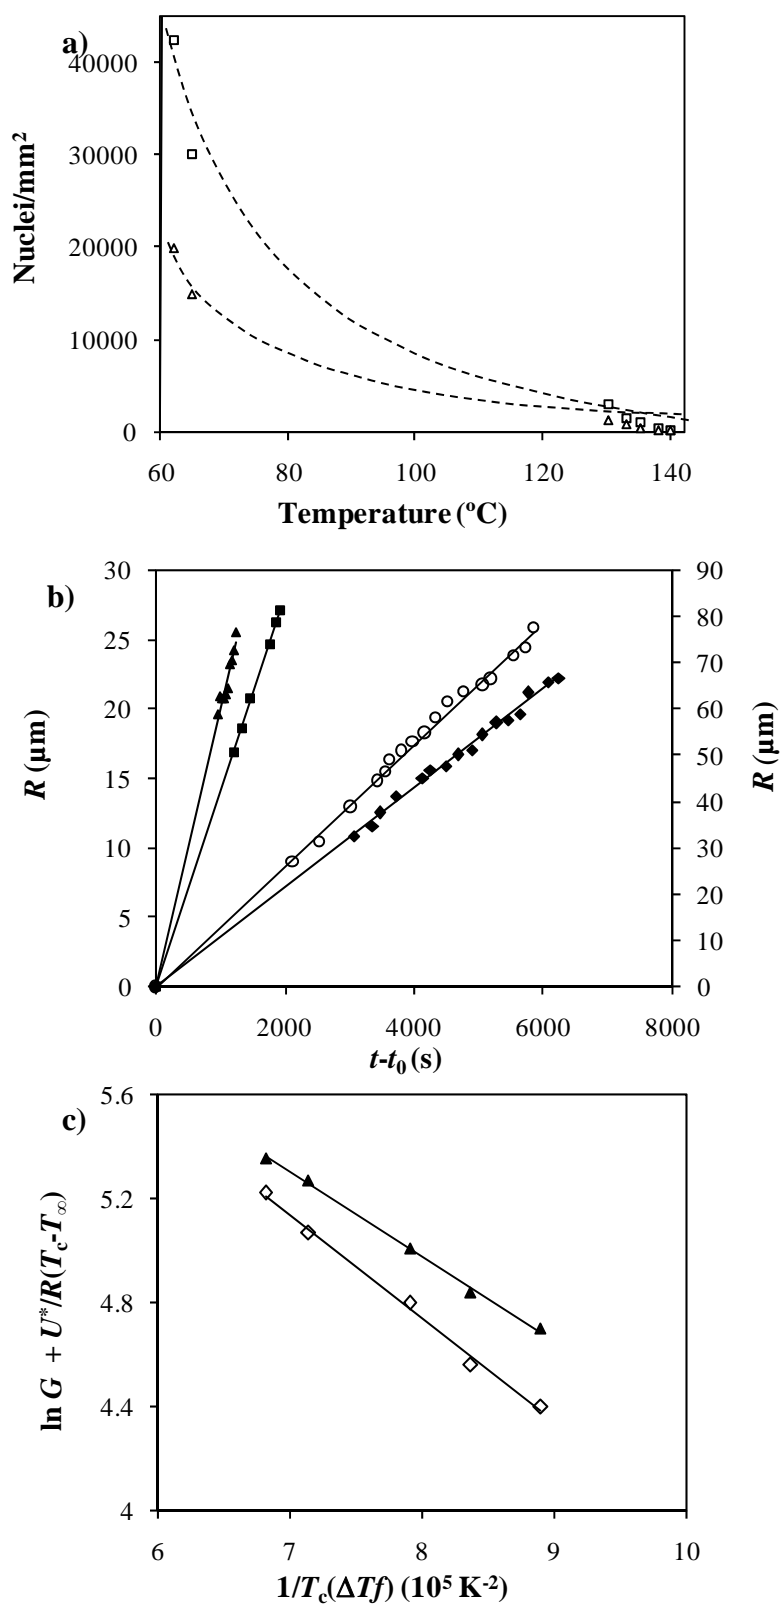 a)
40000
30000
20000
10000
0
Nuclei/mm²
60 80 100 120 140
Temperature (ºC)
b)
30
25
20
15
10
5
0
R (µm)
90
80
70
60
50
40
30
20
10
0
R (µm)
0 2000 4000 6000 8000
t-t₀ (s)
c)
5.6
5.2
4.8
4.4
4
ln G + U*/R(Tc-T∞)
6 7 8 9 10
1/Tc(ΔTf) (10⁵ K⁻²)